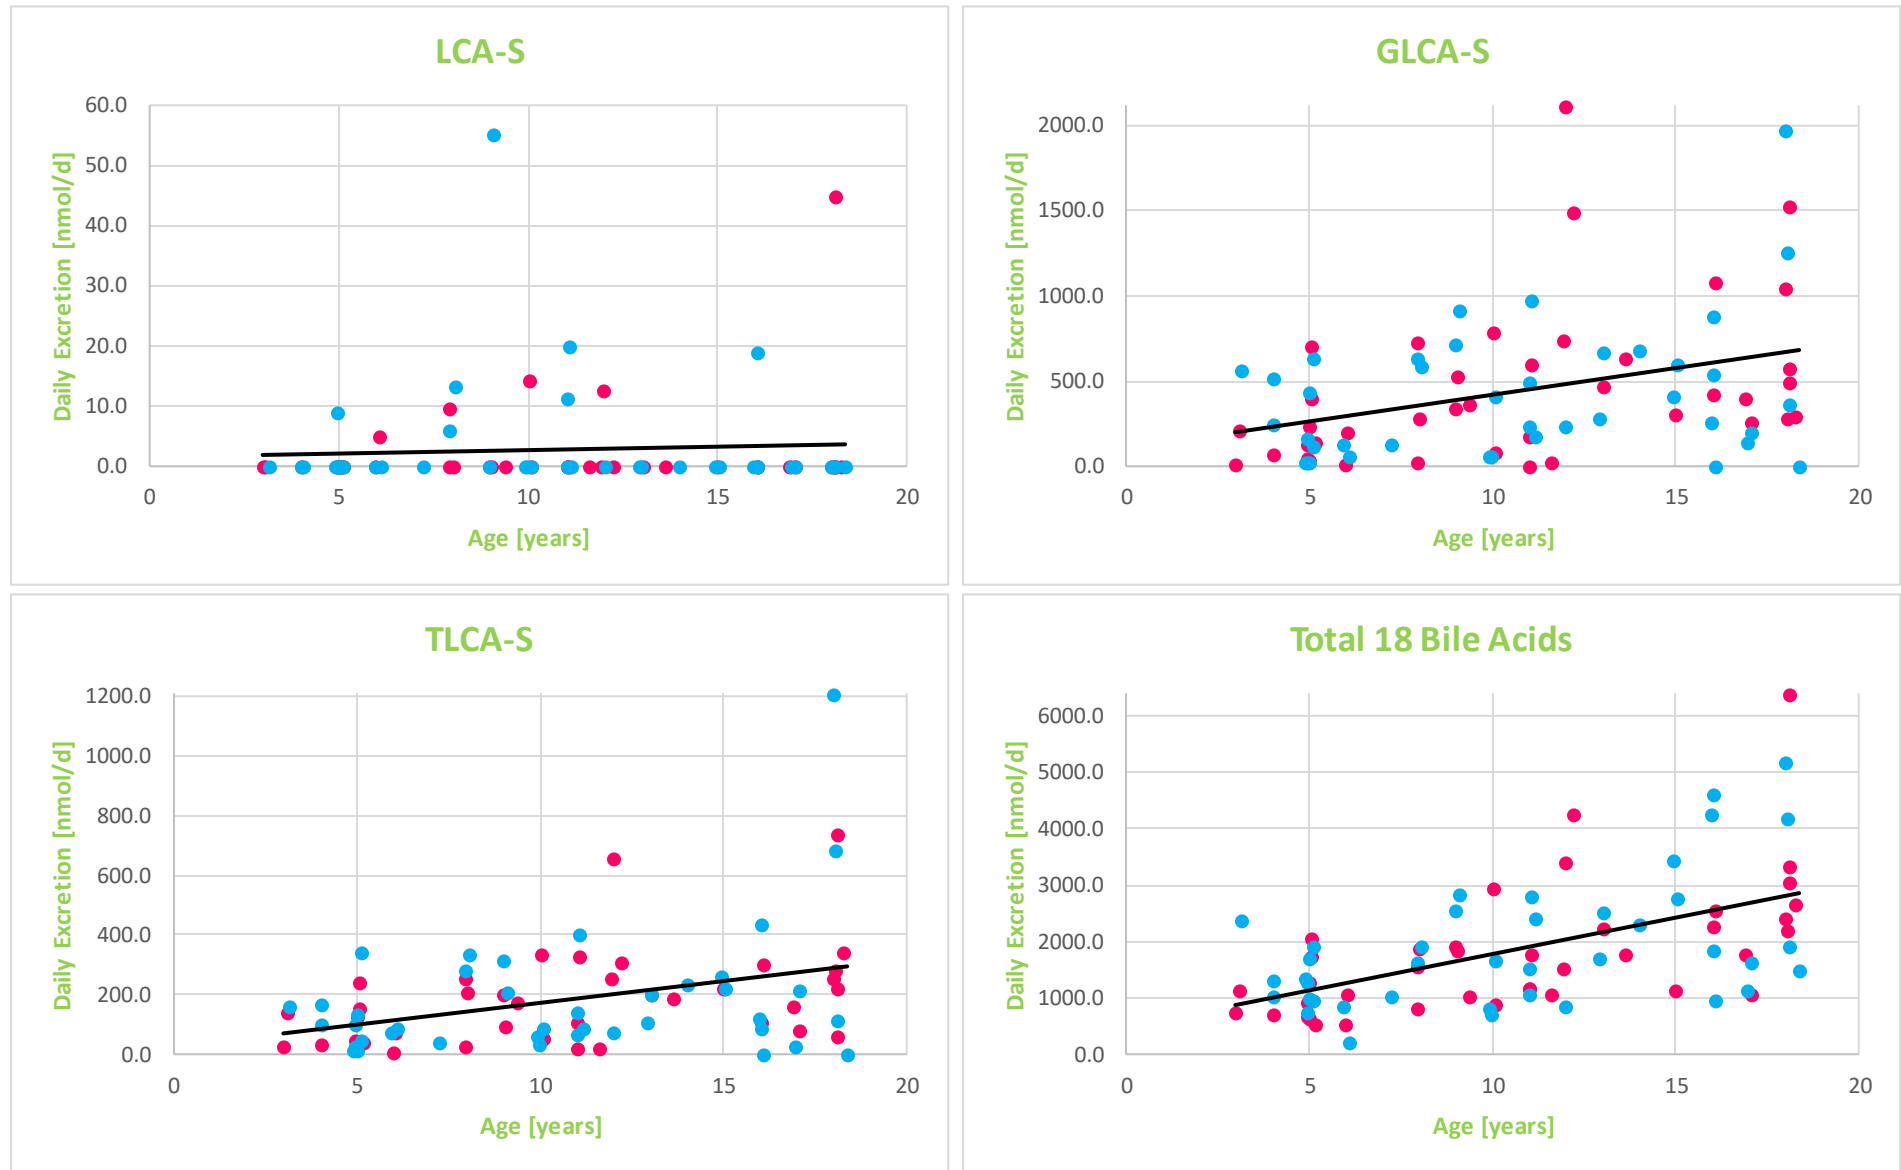 LCA-S
Daily Excretion [nmol/d]
60.0
50.0
40.0
30.0
20.0
10.0
0.0
0 5 10 15 20
Age [years]
GLCA-S
Daily Excretion [nmol/d]
2000.0
1500.0
1000.0
500.0
0.0
0 5 10 15 20
Age [years]
TLCA-S
Daily Excretion [nmol/d]
1200.0
1000.0
800.0
600.0
400.0
200.0
0.0
0 5 10 15 20
Age [years]
Total 18 Bile Acids
Daily Excretion [nmol/d]
6000.0
5000.0
4000.0
3000.0
2000.0
1000.0
0.0
0 5 10 15 20
Age [years]